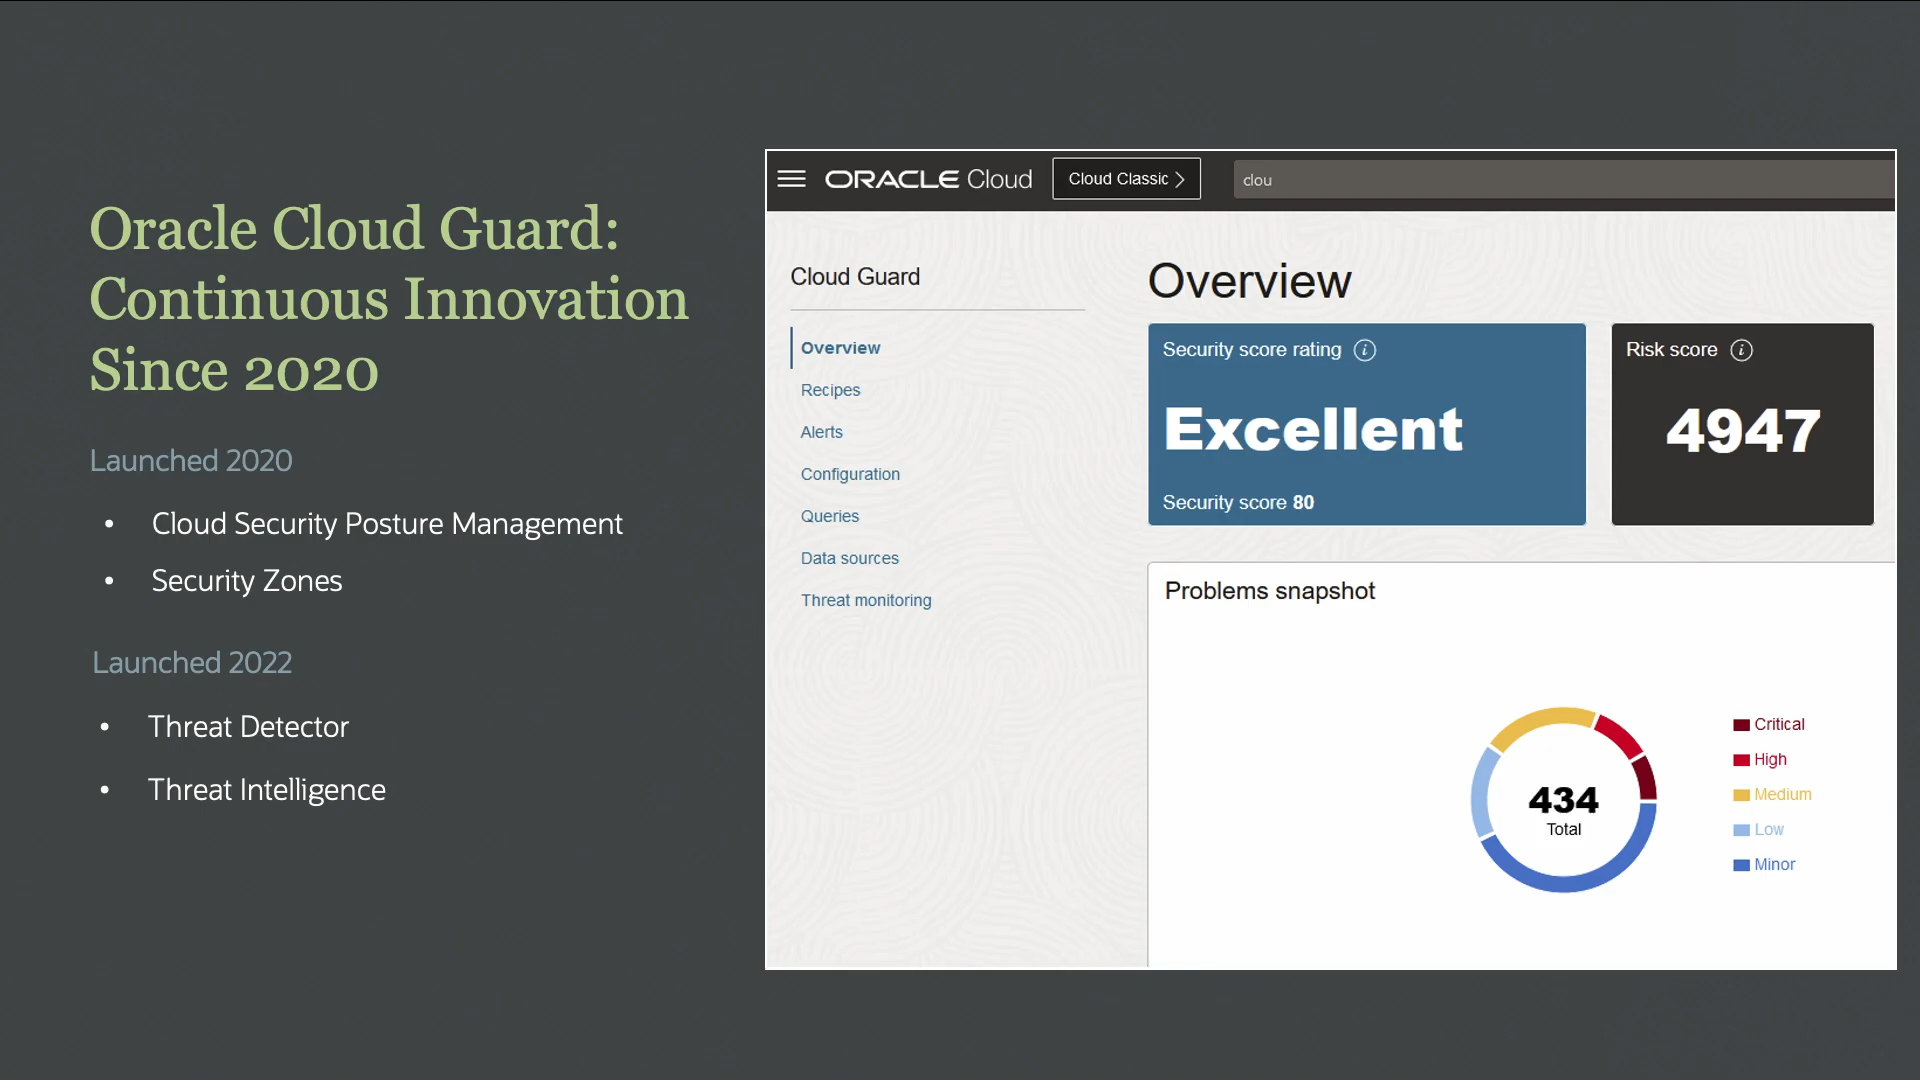 Oracle Cloud Guard:
Continuous Innovation
Since 2020
Launched 2020
• Cloud Security Posture Management
• Security Zones
Launched 2022
• Threat Detector
• Threat Intelligence
ORACLE Cloud
Cloud Classic
clou
Cloud Guard
Overview
Recipes
Alerts
Configuration
Queries
Data sources
Threat monitoring
Overview
Security score rating
Excellent
Security score 80
Risk score
4947
Problems snapshot
434
Total
Critical
High
Medium
Low
Minor